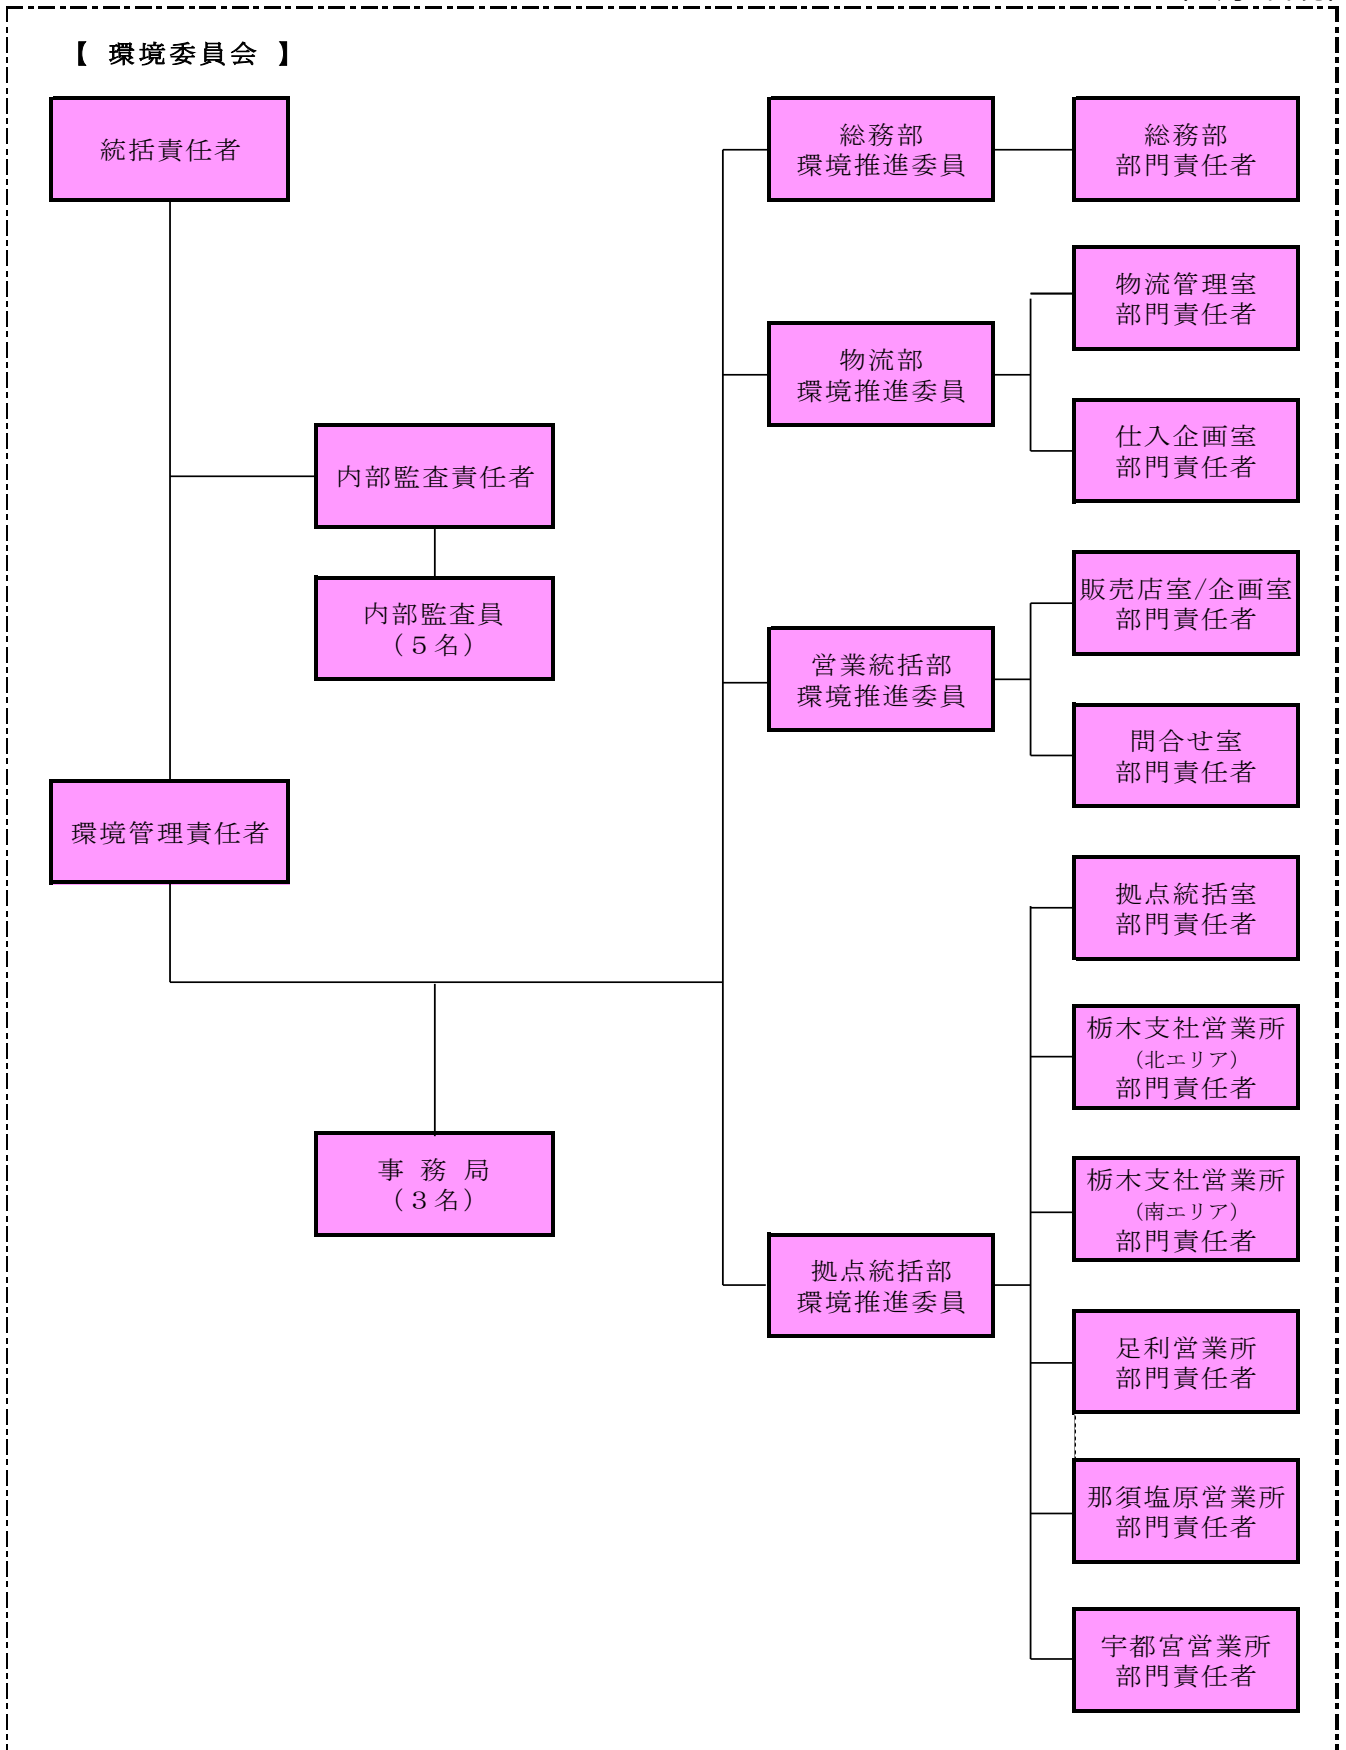 【 環境委員会 】
統括責任者
内部監査責任者
内部監査員
（５名）
環境管理責任者
事 務 局
（３名）
総務部
環境推進委員
総務部
部門責任者
物流部
環境推進委員
物流管理室
部門責任者
仕入企画室
部門責任者
営業統括部
環境推進委員
販売店室/企画室
部門責任者
問合せ室
部門責任者
拠点統括部
環境推進委員
拠点統括室
部門責任者
栃木支社営業所
（北エリア）
部門責任者
栃木支社営業所
（南エリア）
部門責任者
足利営業所
部門責任者
那須塩原営業所
部門責任者
宇都宮営業所
部門責任者